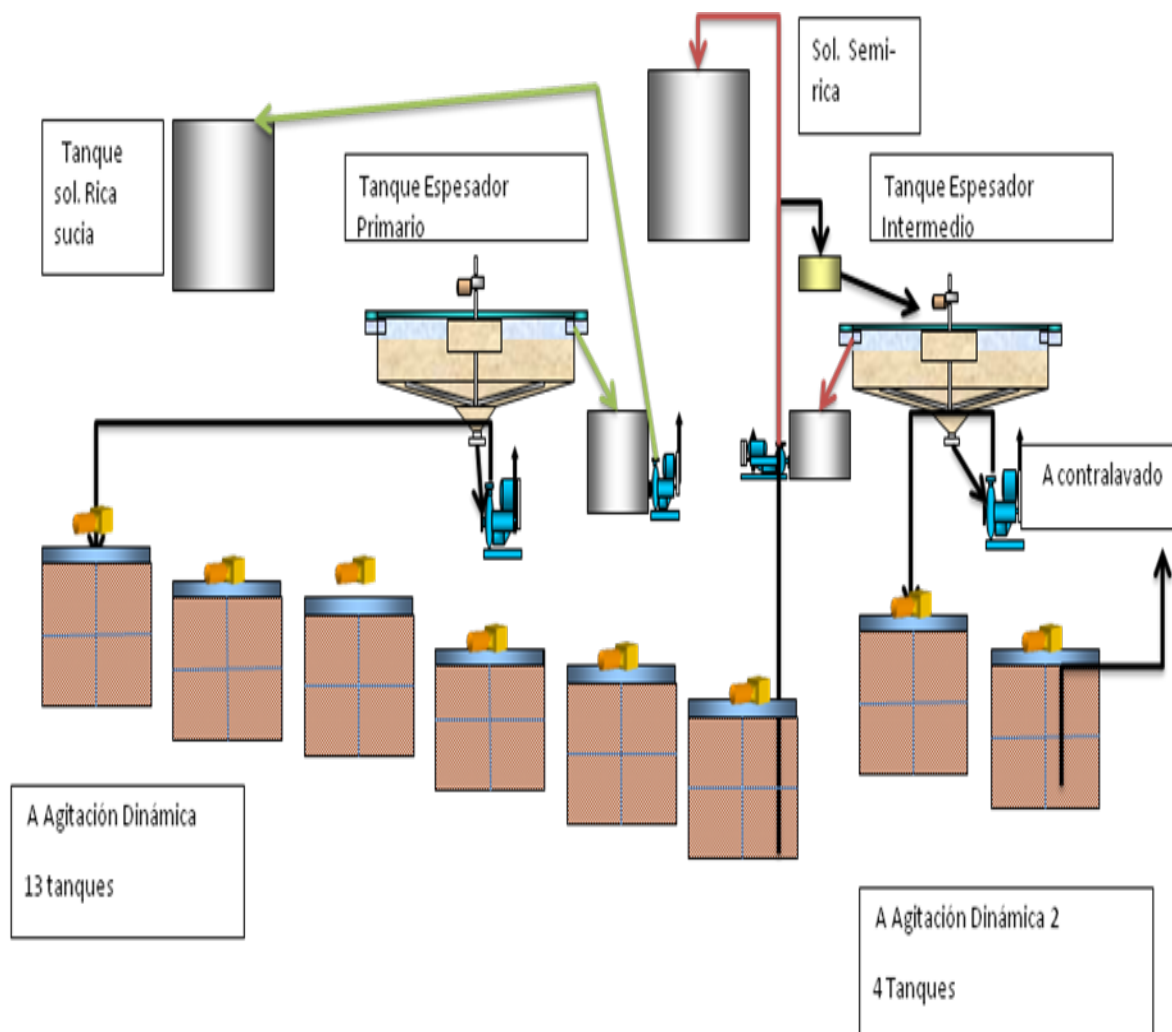 Tanque
sol. Rica
sucia
Tanque Espesador
Primario
Sol. Semi-
rica
Tanque Espesador
Intermedio
A contralavado
A Agitación Dinámica
13 tanques
A Agitación Dinámica 2
4 Tanques